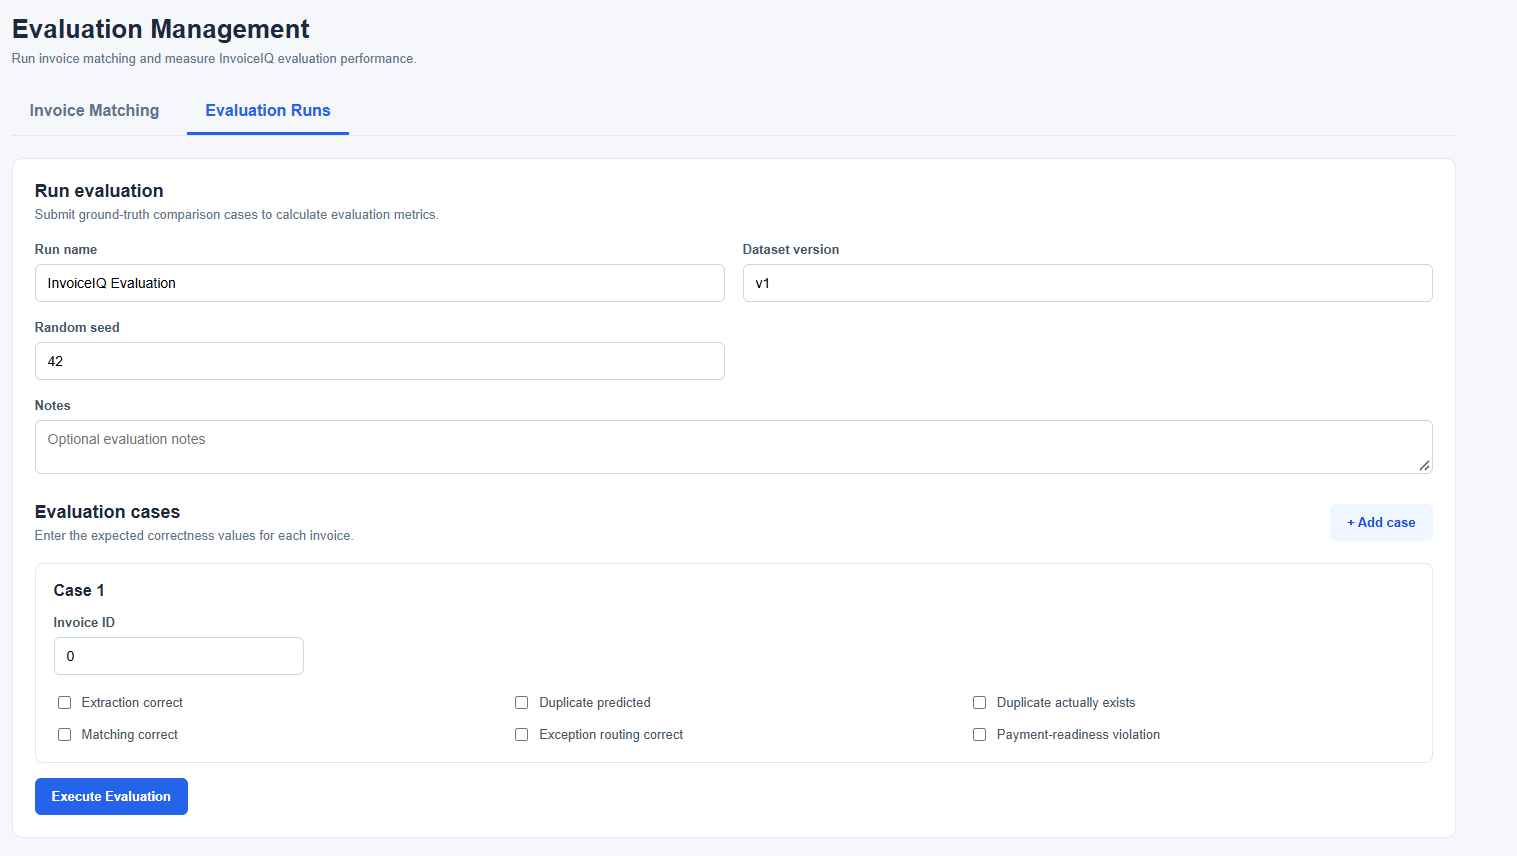 Evaluation Management
Run invoice matching and measure InvoiceIQ evaluation performance.
Invoice Matching
Evaluation Runs
Run evaluation
Submit ground-truth comparison cases to calculate evaluation metrics.
Run name
Dataset version
InvoiceIQ Evaluation
v1
Random seed
42
Notes
Optional evaluation notes
Evaluation cases
Enter the expected correctness values for each invoice.
+ Add case
Case 1
Invoice ID
0
Extraction correct
Duplicate predicted
Duplicate actually exists
Matching correct
Exception routing correct
Payment-readiness violation
Execute Evaluation